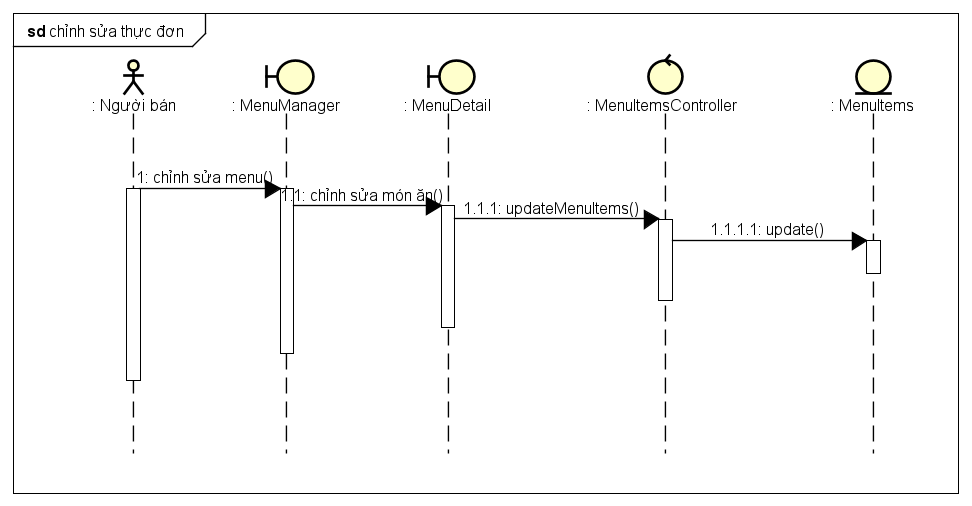 sd chỉnh sửa thực đơn
: Người bán
: MenuManager
: MenuDetail
: MenuItemsController
: MenuItems
1: chỉnh sửa menu()
1.1: chỉnh sửa món ăn()
1.1.1: updateMenuItems()
1.1.1.1: update()